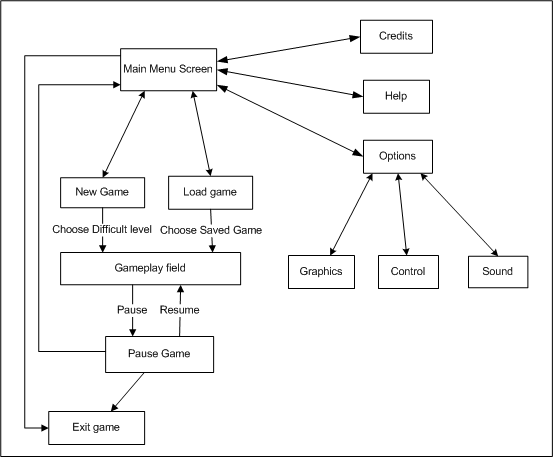 Credits
Main Menu Screen
Help
Options
New Game
Load game
Choose Difficult level
Choose Saved Game
Gameplay field
Graphics
Control
Sound
Pause
Resume
Pause Game
Exit game